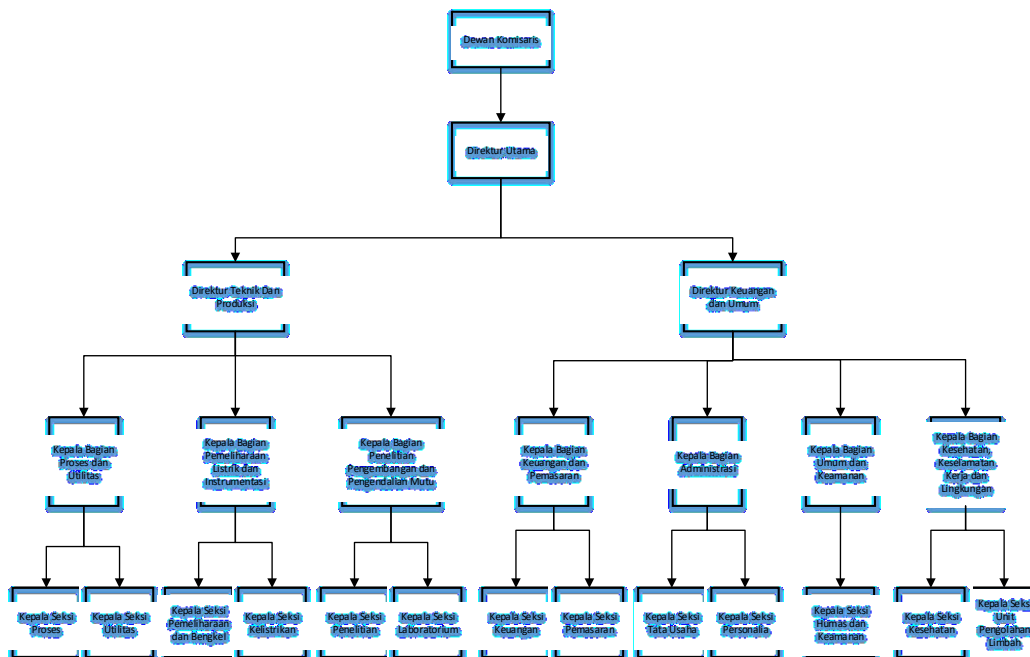 Dewan Komisaris
Direktur Utama
Direktur Teknik Dan
Produksi
Direktur Keuangan
dan Umum
Kepala Bagian
Proses dan
Utilitas
Kepala Bagian
Pemeliharaan
Listrik dan
Instrumentasi
Kepala Bagian
Penelitian
Pengembangan dan
Pengendalian Mutu
Kepala Bagian
Keuangan dan
Pemasaran
Kepala Bagian
Administrasi
Kepala Bagian
Umum dan
Keamanan
Kepala Bagian
Kesehatan,
Keselamatan
Kerja dan
Lingkungan
Kepala Seksi
Proses
Kepala Seksi
Utilitas
Kepala Seksi
Pemeliharaan
dan Bengkel
Kepala Seksi
Kelistrikan
Kepala Seksi
Penelitian
Kepala Seksi
Laboratorium
Kepala Seksi
Keuangan
Kepala Seksi
Pemasaran
Kepala Seksi
Tata Usaha
Kepala Seksi
Personalia
Kepala Seksi
Humas dan
Keamanan
Kepala Seksi
Kesehatan
Kepala Seksi
Unit
Pengolahan
Limbah